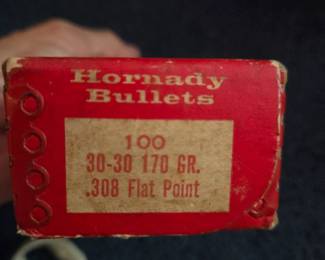 Hornady
Bullets
100
30-30 170 GR.
.308 Flat Point